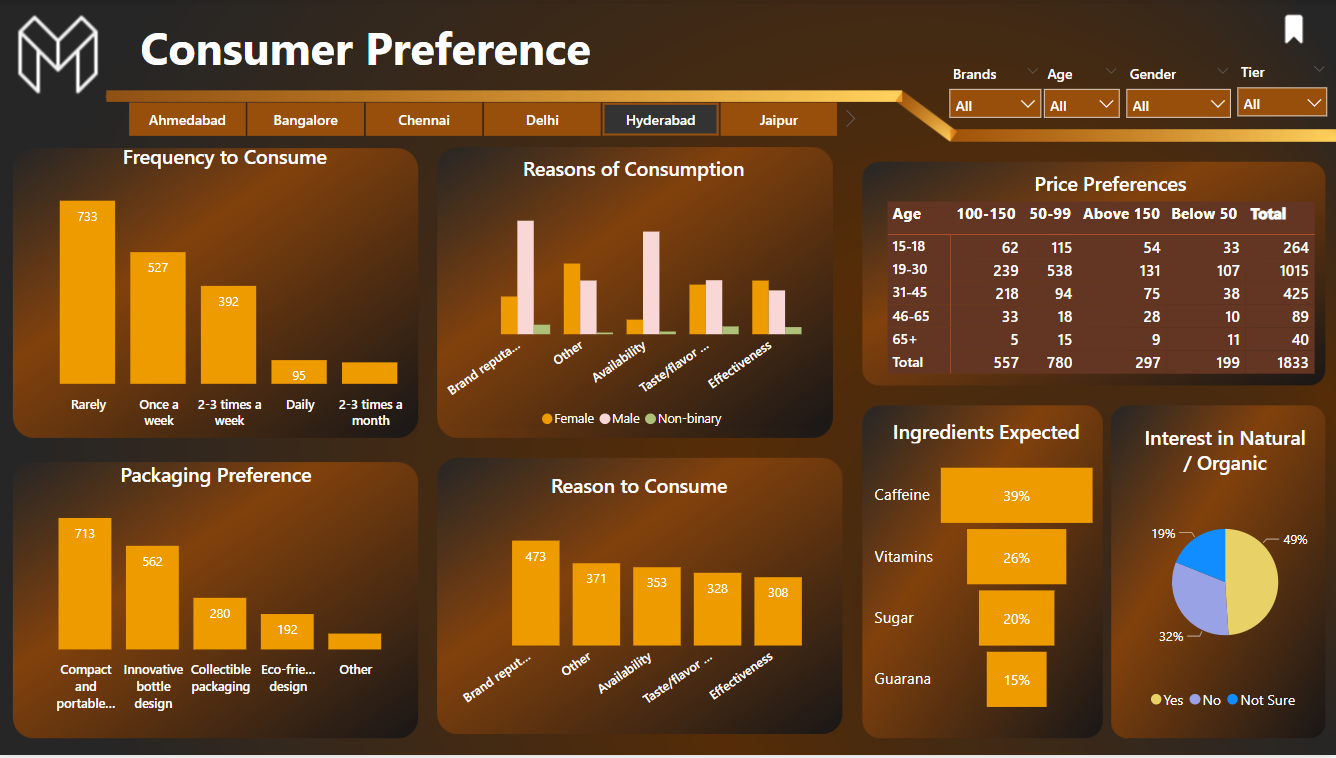 Consumer Preference
Brands Age Gender Tier
All All All All
Ahmedabad Bangalore Chennai Delhi Hyderabad Jaipur
Frequency to Consume
733
527
392
95
Rarely Once a week 2-3 times a week Daily 2-3 times a month
Reasons of Consumption
Brand reputa... Other Availability Taste/flavor ... Effectiveness
Female Male Non-binary
Price Preferences
Age 100-150 50-99 Above 150 Below 50 Total
15-18 62 115 54 33 264
19-30 239 538 131 107 1015
31-45 218 94 75 38 425
46-65 33 18 28 10 89
65+ 5 15 9 11 40
Total 557 780 297 199 1833
Packaging Preference
713
562
280
192
Compact and portable... Innovative bottle design Collectible packaging Eco-frie... design Other
Reason to Consume
473
371
353
328
308
Brand reput... Other Availability Taste/flavor ... Effectiveness
Ingredients Expected
Caffeine 39%
Vitamins 26%
Sugar 20%
Guarana 15%
Interest in Natural
/ Organic
19%
49%
32%
Yes No Not Sure